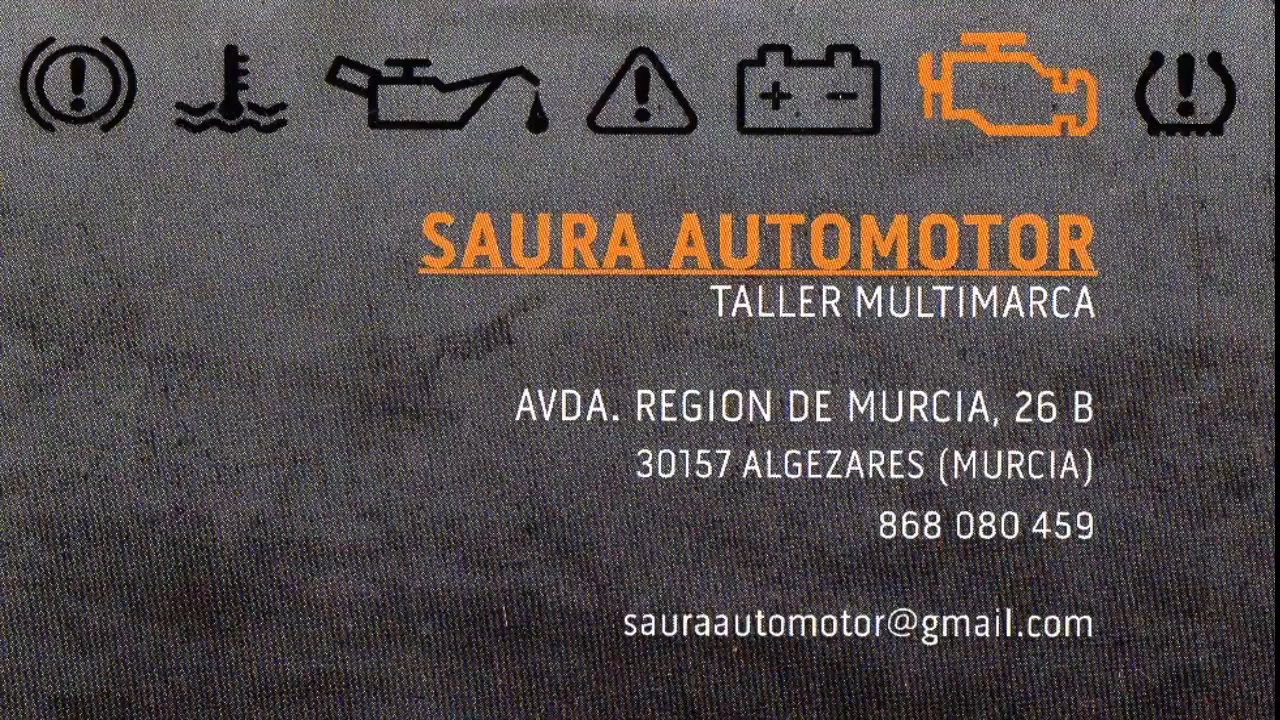 SAURA AUTOMOTOR
TALLER MULTIMARCA
AVDA. REGION DE MURCIA, 26 B
30157 ALGEZARES (MURCIA)
868 080 459
sauraautomotor@gmail.com